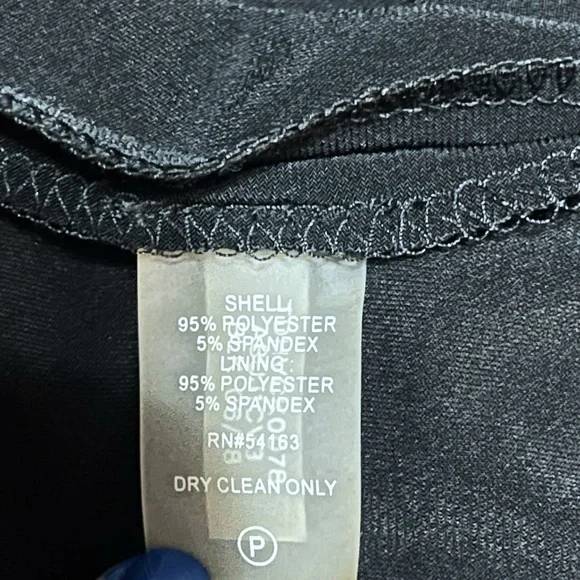 SHELL:
95% POLYESTER
5% SPANDEX
LINING:
95% POLYESTER
5% SPANDEX
RN#54163
DRY CLEAN ONLY
P